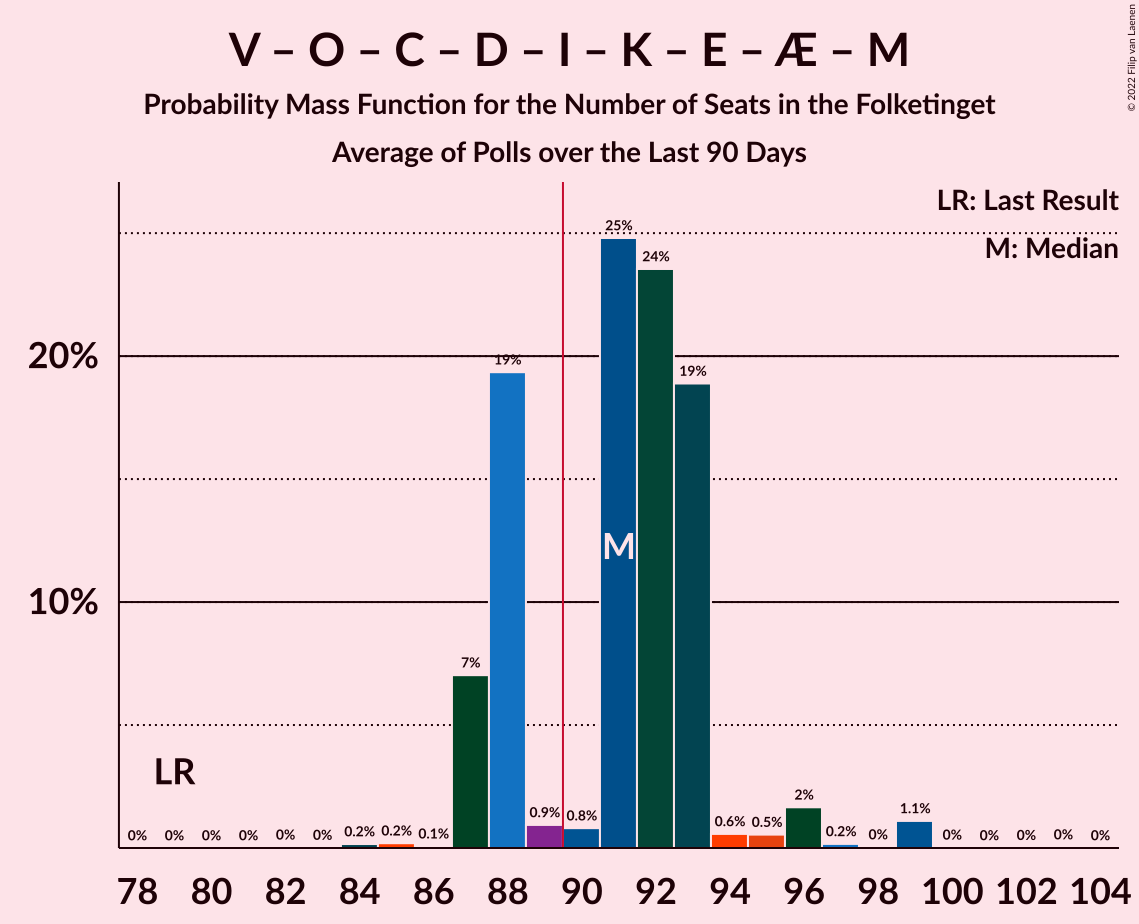 V – O – C – D – I – K – E – Æ – M
Probability Mass Function for the Number of Seats in the Folketinget
Average of Polls over the Last 90 Days
© 2022 Filip van Laenen
LR: Last Result
M: Median
20%
10%
LR
M
0% 0% 0% 0% 0% 0% 0.2% 0.2% 0.1% 7% 19% 0.9% 0.8% 25% 24% 19% 0.6% 0.5% 2% 0.2% 0% 1.1% 0% 0% 0% 0% 0%
78 80 82 84 86 88 90 92 94 96 98 100 102 104